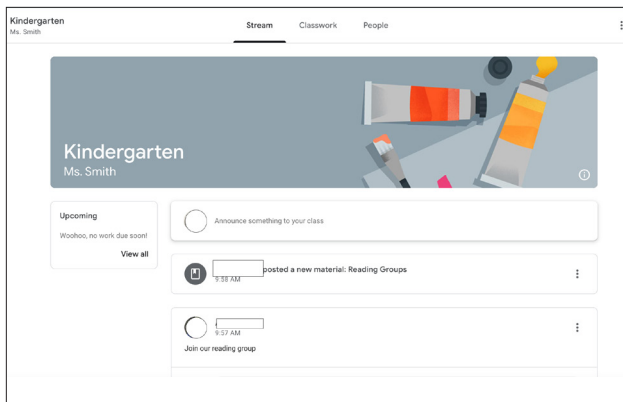 Kindergarten
Ms. Smith
Stream Classwork People
Kindergarten
Ms. Smith
Upcoming
Woohoo, no work due soon!
View all
Announce something to your class
posted a new material: Reading Groups
9:38 AM
9:57 AM
Join our reading group